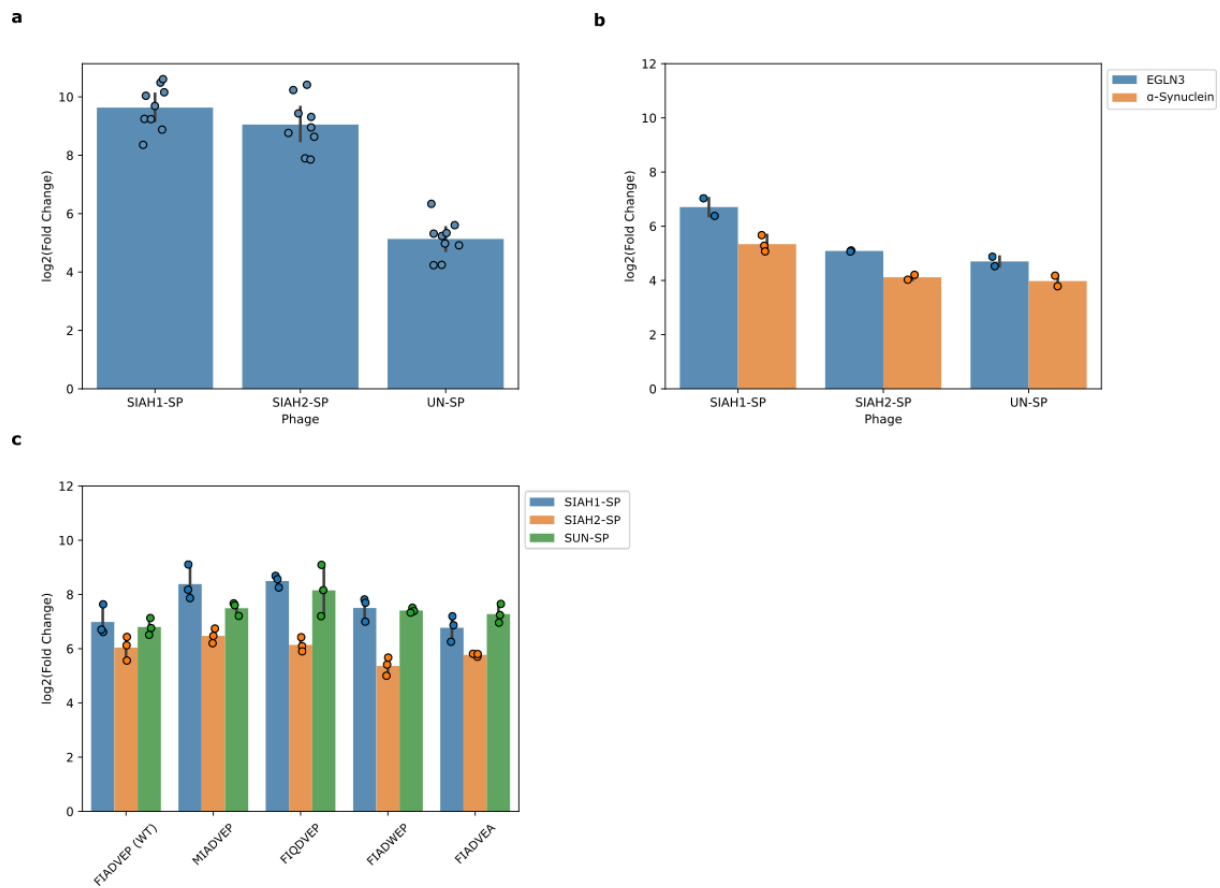 a
log2(Fold Change)
10
8
6
4
2
0
SIAH1-SP
SIAH2-SP
UN-SP
Phage
b
log2(Fold Change)
12
10
8
6
4
2
0
SIAH1-SP
SIAH2-SP
UN-SP
Phage
EGLN3
α-Synuclein
c
log2(Fold Change)
12
10
8
6
4
2
0
FIADVEP (WT)
MIADVEP
FIQDVEP
FIADWEP
FIADVEA
SIAH1-SP
SIAH2-SP
SUN-SP